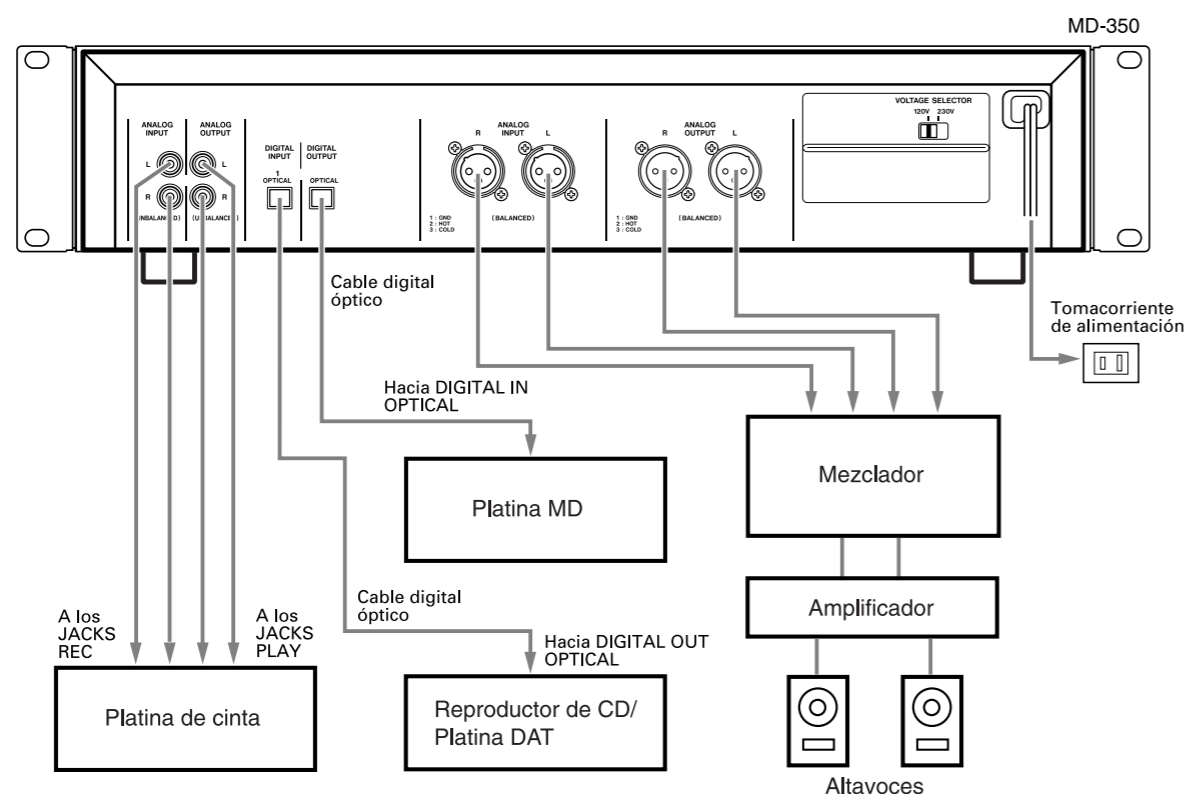 MD-350
VOLTAGE SELECTOR
120V 230V
ANALOG
INPUT
ANALOG
OUTPUT
L
L
R
R
(UNBALANCED)
(UNBALANCED)
DIGITAL
INPUT
DIGITAL
OUTPUT
1
OPTICAL
OPTICAL
ANALOG
INPUT
R
L
1 : GND
2 : HOT
3 : COLD
(BALANCED)
ANALOG
OUTPUT
R
L
1 : GND
2 : HOT
3 : COLD
(BALANCED)
Cable digital
óptico
Tomacorriente
de alimentación
Hacia DIGITAL IN
OPTICAL
Platina MD
Mezclador
Amplificador
Cable digital
óptico
A los
JACKS
REC
A los
JACKS
PLAY
Hacia DIGITAL OUT
OPTICAL
Platina de cinta
Reproductor de CD/
Platina DAT
Altavoces